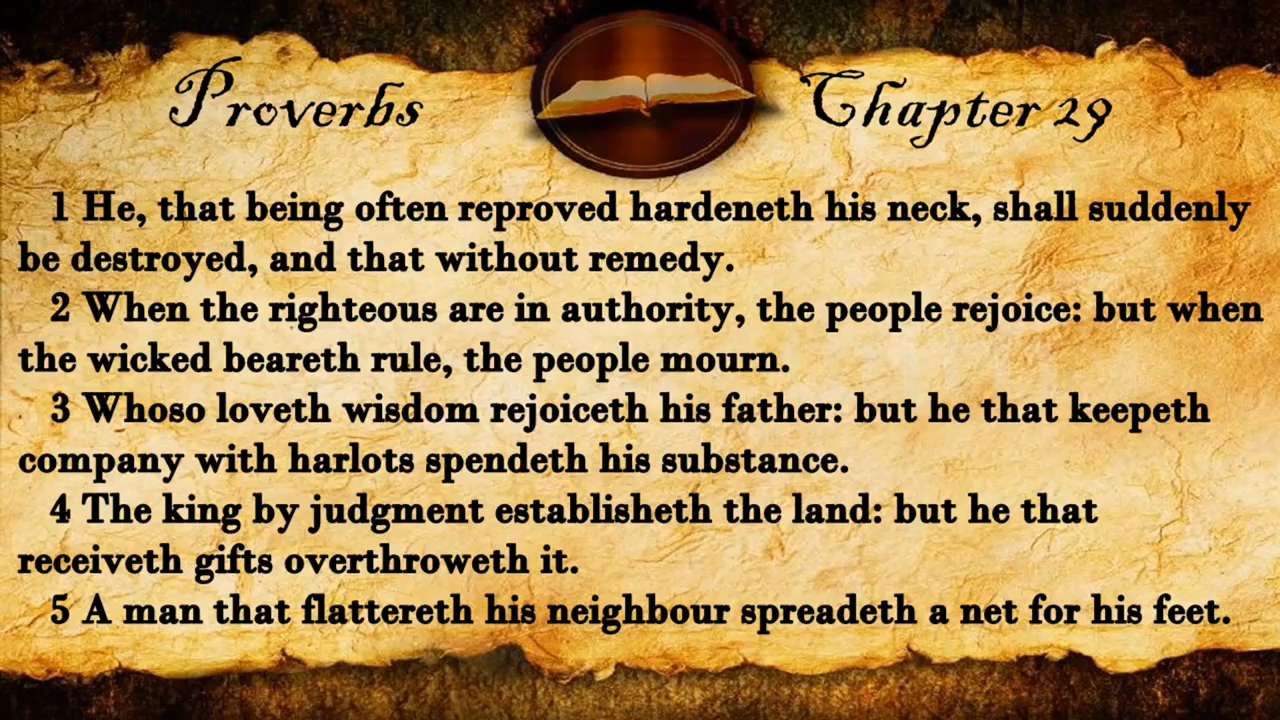 Proverbs Chapter 29
1 He, that being often reproved hardeneth his neck, shall suddenly
be destroyed, and that without remedy.
2 When the righteous are in authority, the people rejoice: but when
the wicked beareth rule, the people mourn.
3 Whoso loveth wisdom rejoiceth his father: but he that keepeth
company with harlots spendeth his substance.
4 The king by judgment establisheth the land: but he that
receiveth gifts overthroweth it.
5 A man that flattereth his neighbour spreadeth a net for his feet.